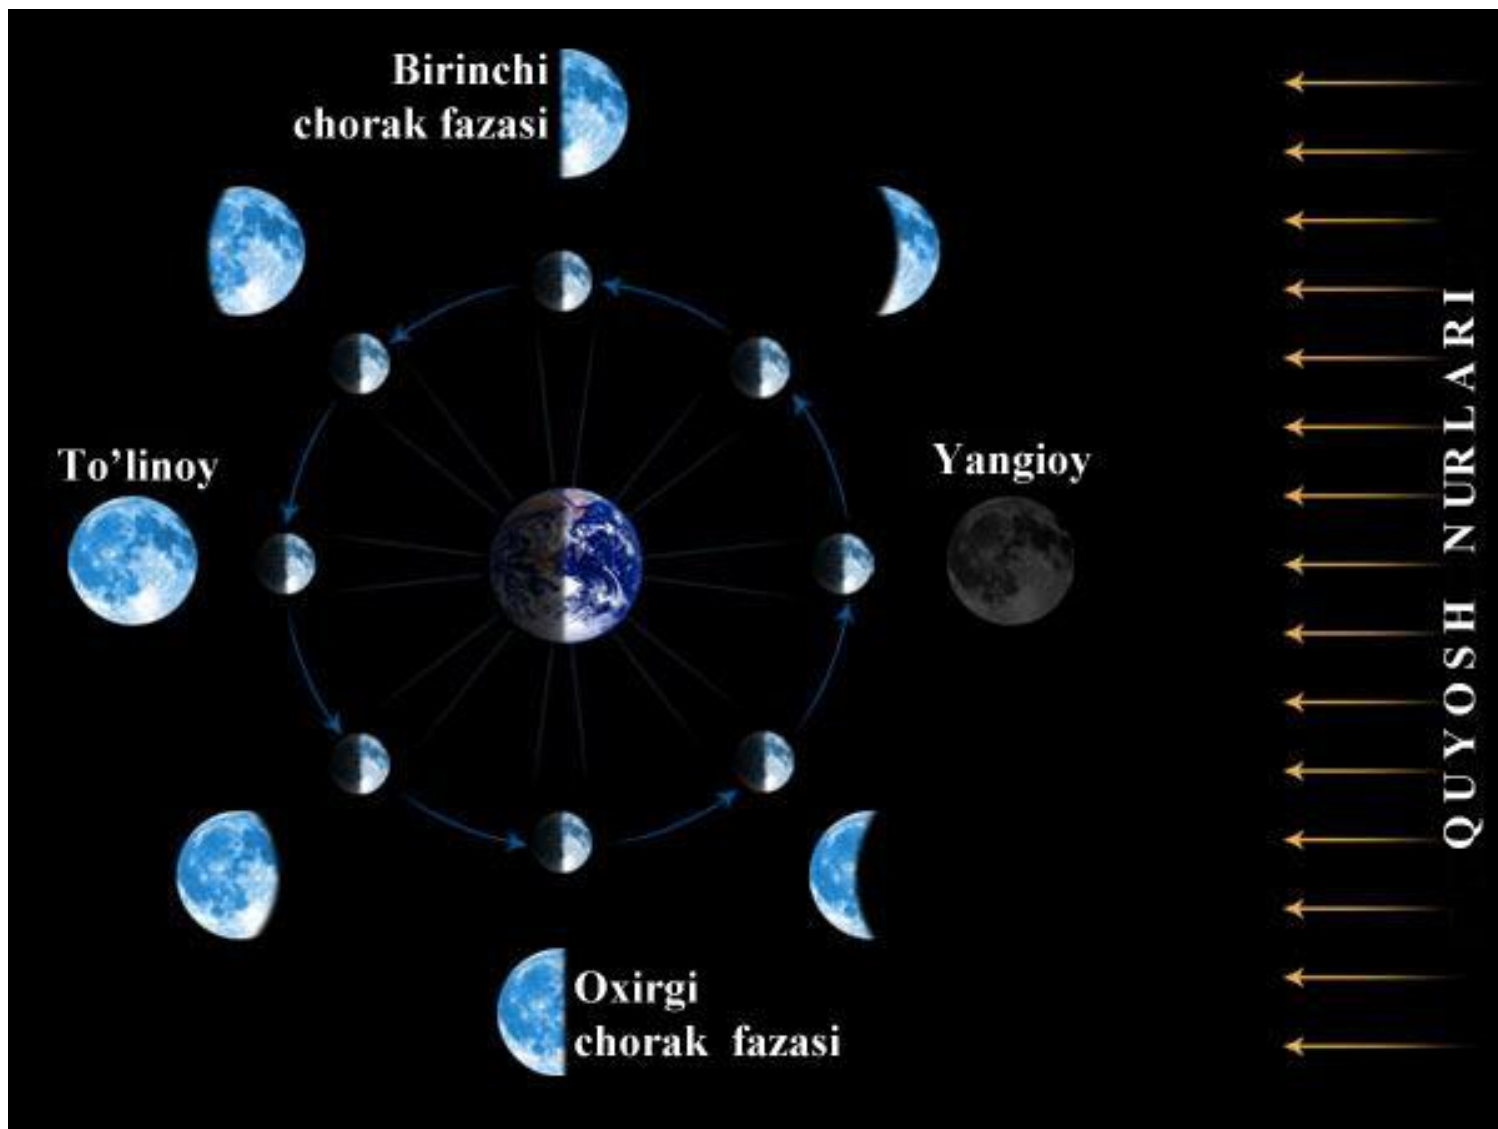 Birinchi
chorak fazasi
To’linoy
Yangioy
QUYOSH NURLARI
Oxirgi
chorak fazasi